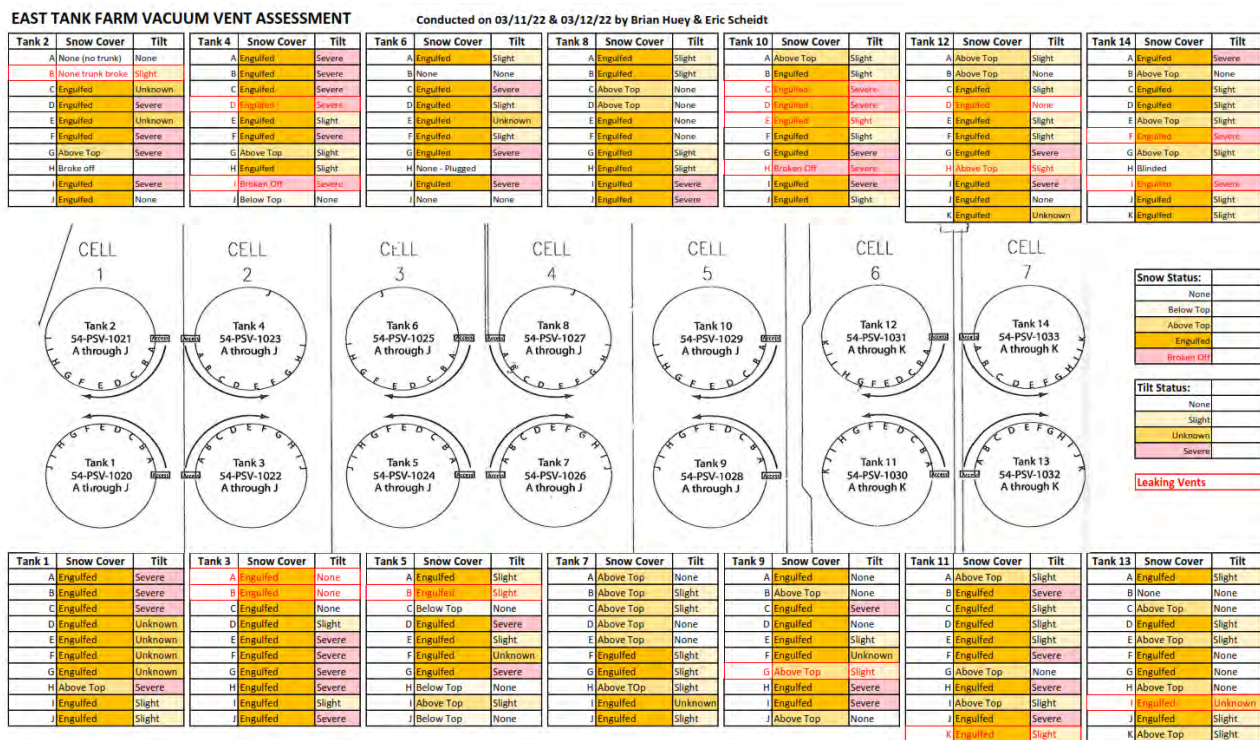 EAST TANK FARM VACUUM VENT ASSESSMENT Conducted on 03/11/22 & 03/12/22 by Brian Huey & Eric Scheidt
Tank 2 Snow Cover Tilt
A None (no trunk) None
B None trunk broke Slight
C Engulfed Unknown
D Engulfed Severe
E Engulfed Unknown
F Engulfed Severe
G Above Top Severe
H Broke off
I Engulfed Severe
J Engulfed None
Tank 4 Snow Cover Tilt
A Engulfed Severe
B Engulfed Severe
C Engulfed Severe
D Engulfed Severe
E Engulfed Slight
F Engulfed Severe
G Above Top Slight
H Engulfed Slight
I Broken Off Severe
J Below Top None
Tank 6 Snow Cover Tilt
A Engulfed Slight
B None None
C Engulfed Severe
D Engulfed Slight
E Engulfed Unknown
F Engulfed Slight
G Engulfed Severe
H None - Plugged
I Engulfed Severe
J None None
Tank 8 Snow Cover Tilt
A Engulfed Slight
B Engulfed Slight
C Above Top None
D Above Top None
E Engulfed None
F Engulfed None
G Engulfed Slight
H Engulfed Slight
I Engulfed Severe
J Engulfed Severe
Tank 10 Snow Cover Tilt
A Above Top Slight
B Engulfed Slight
C Engulfed Severe
D Engulfed Severe
E Engulfed Slight
F Engulfed Slight
G Engulfed Severe
H Broken Off Severe
I Engulfed Severe
J Engulfed Slight
Tank 12 Snow Cover Tilt
A Above Top Slight
B Above Top None
C Engulfed Slight
D Engulfed None
E Engulfed Slight
F Engulfed Slight
G Engulfed Slight
H Above Top Slight
I Engulfed Severe
J Engulfed None
K Engulfed Unknown
Tank 14 Snow Cover Tilt
A Engulfed Severe
B Above Top None
C Engulfed Slight
D Engulfed Slight
E Above Top Slight
F Engulfed Severe
G Above Top Slight
H Blinded
I Engulfed Severe
J Engulfed Slight
K Engulfed Slight
CELL
1
CELL
2
CELL
3
CELL
4
CELL
5
CELL
6
CELL
7
Tank 2
54-PSV-1021
A through J
Access
J I H G F E D C B A
Tank 4
54-PSV-1023
A through J
Access
A B C D E F G H I J
Tank 6
54-PSV-1025
A through J
Access
J I H G F E D C B A
Tank 8
54-PSV-1027
A through J
Access
A B C D E F G H I J
Tank 10
54-PSV-1029
A through J
Access
J I H G F E D C B A
Tank 12
54-PSV-1031
A through K
Access
K J I H G F E D C B A
Tank 14
54-PSV-1033
A through K
Access
A B C D E F G H I J K
Tank 1
54-PSV-1020
A through J
Access
J I H G F E D C B A
Tank 3
54-PSV-1022
A through J
Access
A B C D E F G H I J
Tank 5
54-PSV-1024
A through J
Access
J I H G F E D C B A
Tank 7
54-PSV-1026
A through J
Access
A B C D E F G H I J
Tank 9
54-PSV-1028
A through J
Access
J I H G F E D C B A
Tank 11
54-PSV-1030
A through K
Access
K J I H G F E D C B A
Tank 13
54-PSV-1032
A through K
Access
A B C D E F G H I J K
Snow Status:
None
Below Top
Above Top
Engulfed
Broken Off
Tilt Status:
None
Slight
Unknown
Severe
Leaking Vents
Tank 1 Snow Cover Tilt
A Engulfed Severe
B Engulfed Severe
C Engulfed Severe
D Engulfed Unknown
E Engulfed Unknown
F Engulfed Unknown
G Engulfed Unknown
H Above Top Severe
I Engulfed Slight
J Engulfed Slight
Tank 3 Snow Cover Tilt
A Engulfed None
B Engulfed None
C Engulfed None
D Engulfed Slight
E Engulfed Severe
F Engulfed Severe
G Engulfed Severe
H Engulfed Severe
I Engulfed Slight
J Engulfed Severe
Tank 5 Snow Cover Tilt
A Engulfed Slight
B Engulfed Slight
C Below Top None
D Engulfed Severe
E Engulfed Slight
F Engulfed Unknown
G Engulfed Severe
H Below Top None
I Above Top Slight
J Below Top None
Tank 7 Snow Cover Tilt
A Above Top None
B Above Top Slight
C Above Top Slight
D Above Top None
E Above Top None
F Engulfed None
G Engulfed Slight
H Above TOp Slight
I Engulfed Unknown
J Engulfed Slight
Tank 9 Snow Cover Tilt
A Engulfed None
B Above Top None
C Engulfed Severe
D Engulfed None
E Engulfed Slight
F Engulfed Unknown
G Above Top Slight
H Engulfed Severe
I Engulfed Severe
J Above Top None
Tank 11 Snow Cover Tilt
A Above Top Slight
B Engulfed Severe
C Engulfed Slight
D Engulfed Slight
E Engulfed Slight
F Engulfed Severe
G Above Top None
H Engulfed Severe
I Above Top Slight
J Engulfed Severe
K Engulfed Slight
Tank 13 Snow Cover Tilt
A Engulfed Slight
B None None
C Above Top None
D Engulfed Slight
E Above Top Slight
F Engulfed None
G Engulfed None
H Above Top None
I Engulfed Unknown
J Engulfed Slight
K Above Top Slight